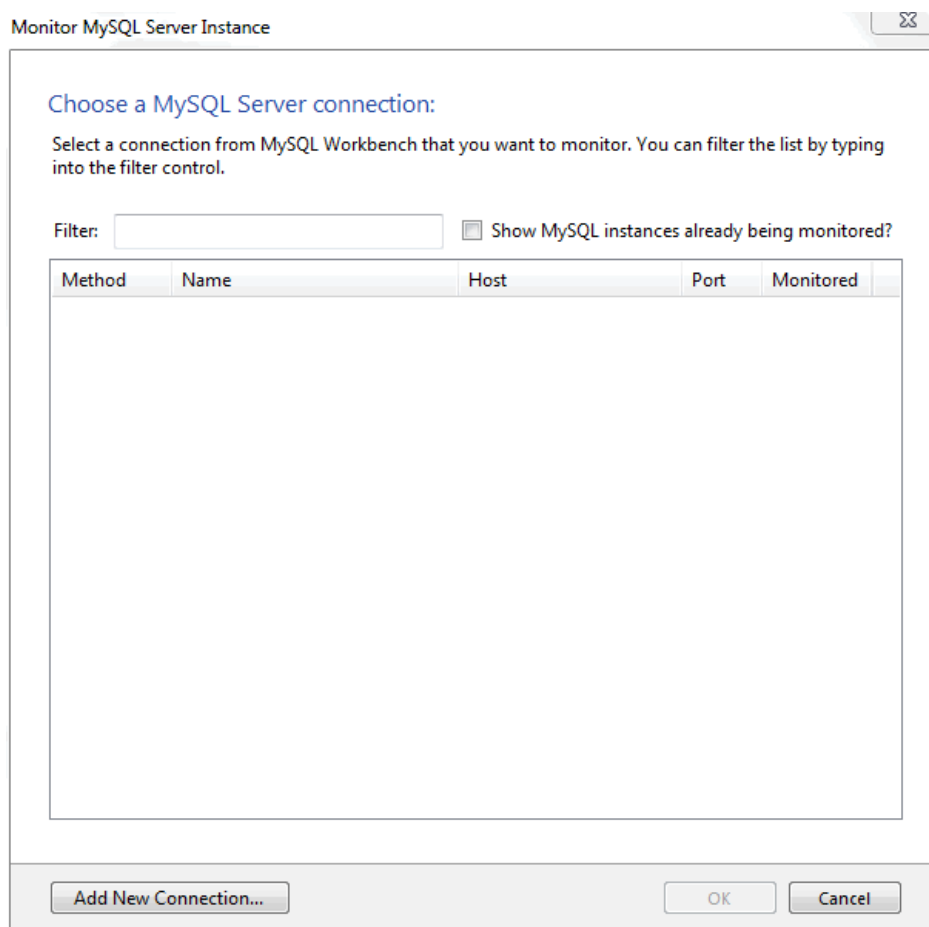 Monitor MySQL Server Instance
Choose a MySQL Server connection:
Select a connection from MySQL Workbench that you want to monitor. You can filter the list by typing
into the filter control.
Filter: Show MySQL instances already being monitored?
Method Name Host Port Monitored
Add New Connection... OK Cancel